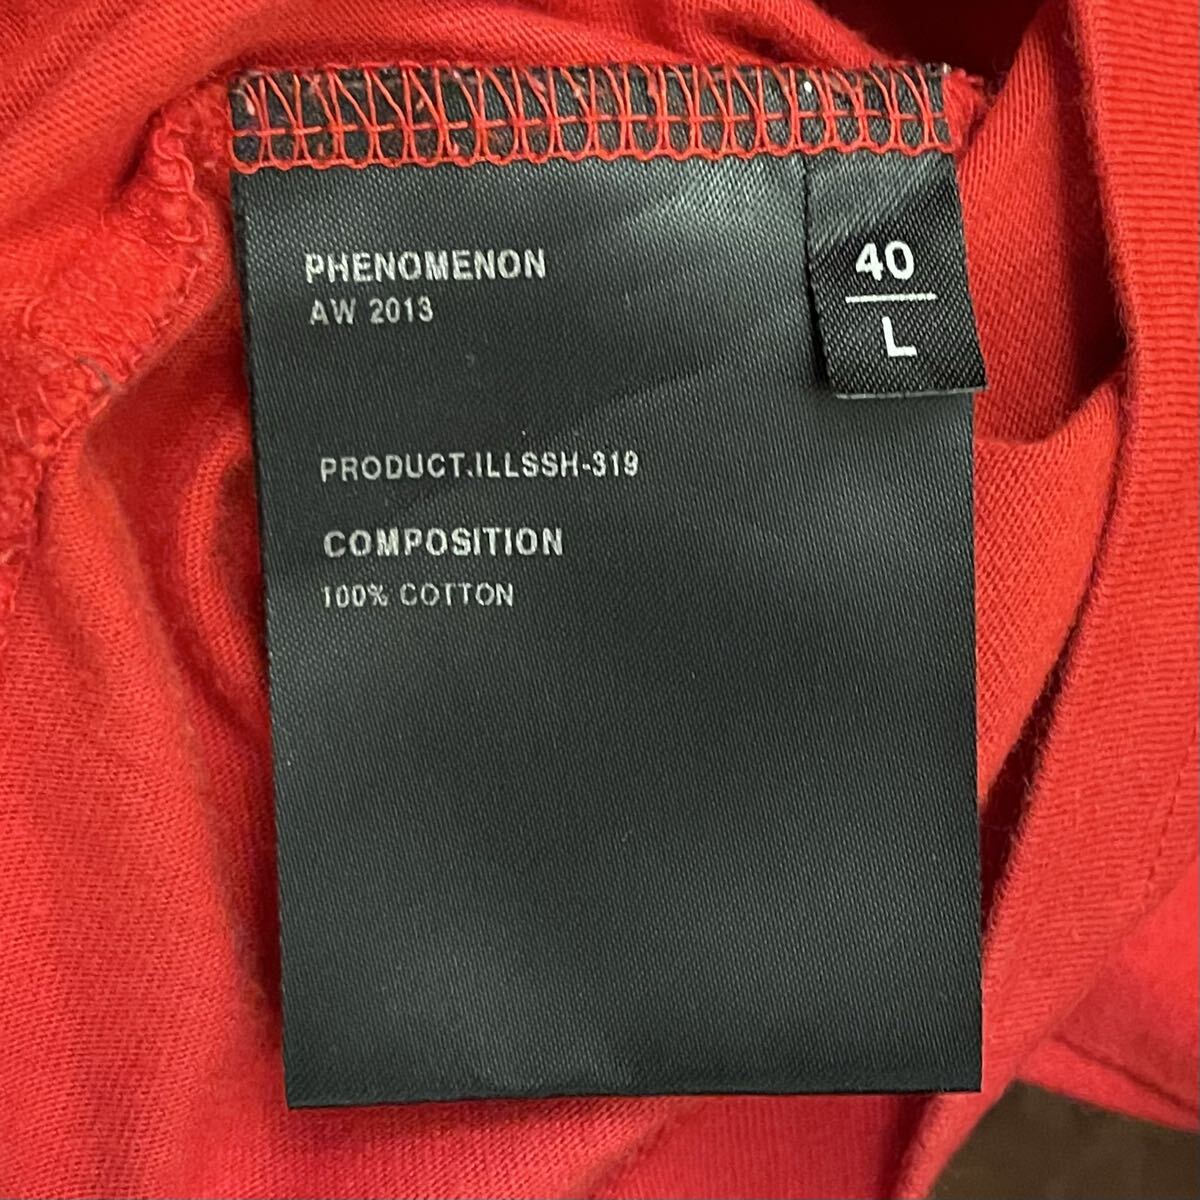 PHENOMENON
AW 2013
40
L
PRODUCT.ILLSSH-319
COMPOSITION
100% COTTON